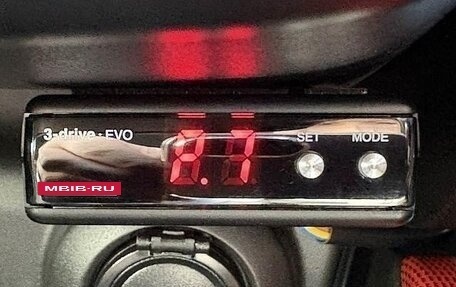 3-drive · EVO
SET
MODE
MBIB-RU